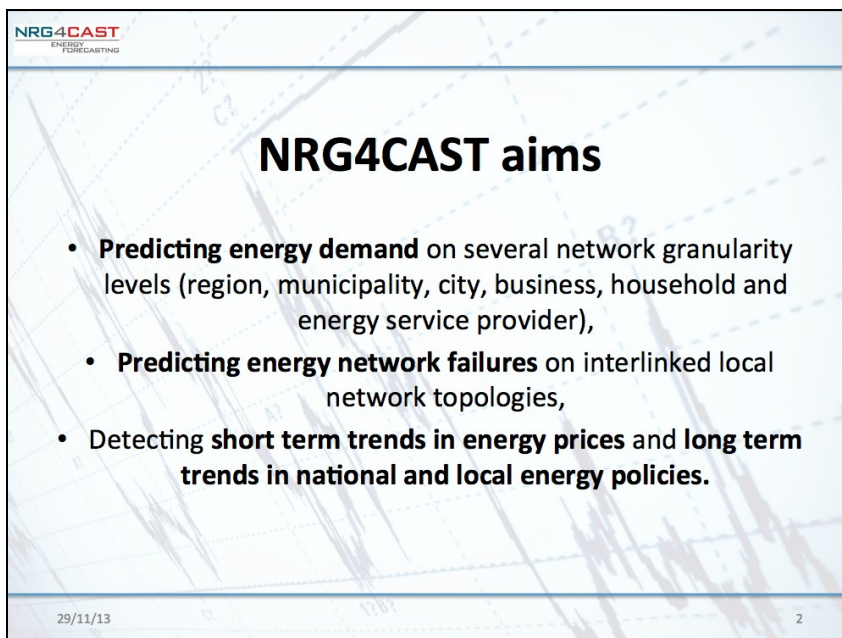 NRG4CAST
ENERGY
FORECASTING
2?
C?
NRG4CAST aims
B?
• Predicting energy demand on several network granularity
levels (region, municipality, city, business, household and
energy service provider),
• Predicting energy network failures on interlinked local
network topologies,
A?
• Detecting short term trends in energy prices and long term
trends in national and local energy policies.
29/11/13
C?
1?B?
2